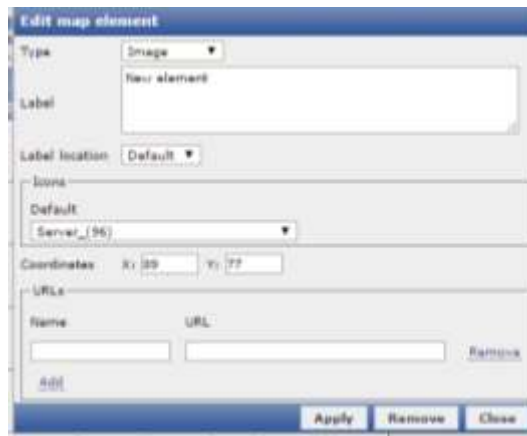 Edit map element
Type Image
New element
Label
Label location Default
Icons
Default
Server_(96)
Coordinates X: 89 Y: 77
URLs
Name URL
Remove
Add
Apply Remove Close